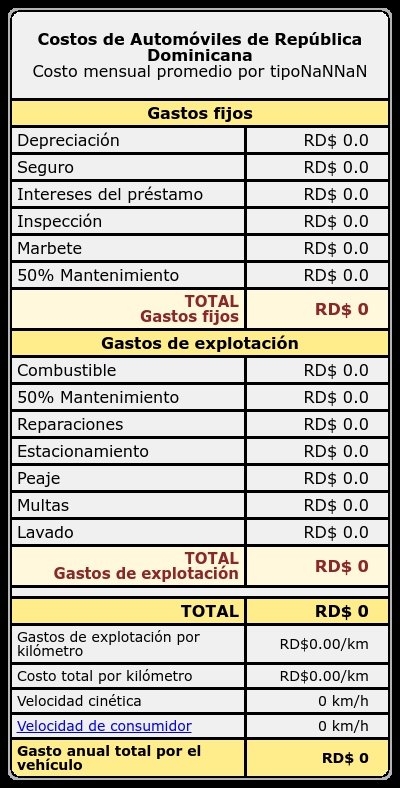 Costos de Automóviles de República
Dominicana
Costo mensual promedio por tipoNaNNaN
Gastos fijos
Depreciación RD$ 0.0
Seguro RD$ 0.0
Intereses del préstamo RD$ 0.0
Inspección RD$ 0.0
Marbete RD$ 0.0
50% Mantenimiento RD$ 0.0
TOTAL
Gastos fijos RD$ 0
Gastos de explotación
Combustible RD$ 0.0
50% Mantenimiento RD$ 0.0
Reparaciones RD$ 0.0
Estacionamiento RD$ 0.0
Peaje RD$ 0.0
Multas RD$ 0.0
Lavado RD$ 0.0
TOTAL
Gastos de explotación RD$ 0
TOTAL RD$ 0
Gastos de explotación por
kilómetro RD$0.00/km
Costo total por kilómetro RD$0.00/km
Velocidad cinética 0 km/h
Velocidad de consumidor 0 km/h
Gasto anual total por el
vehículo RD$ 0